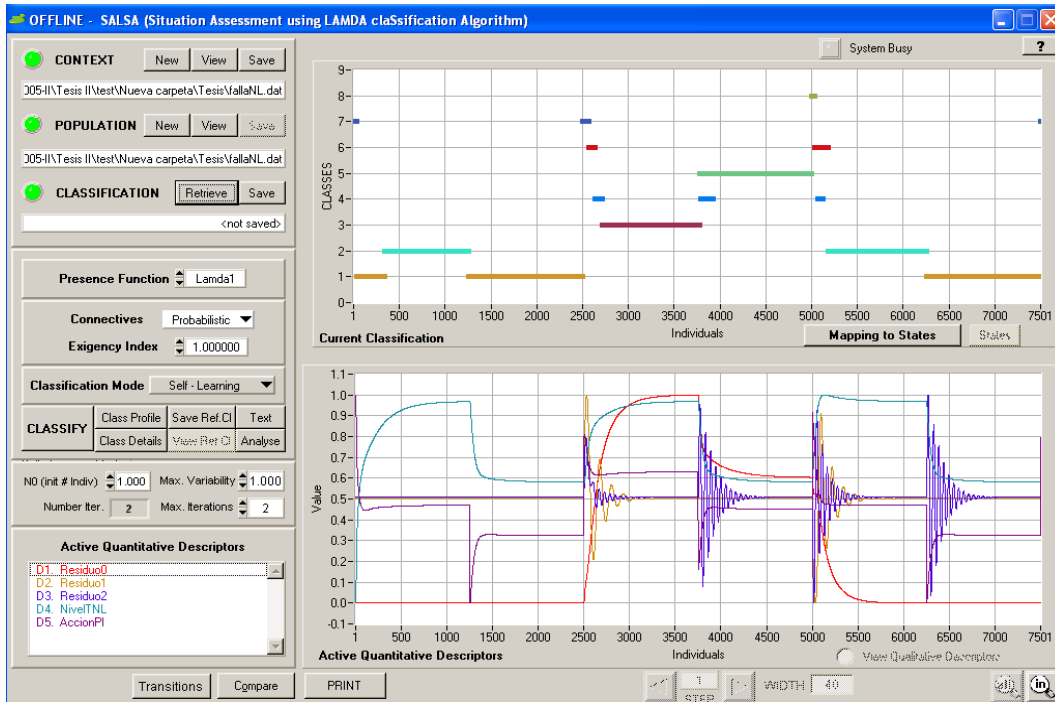 OFFLINE - SALSA (Situation Assessment using LAMDA claSsification Algorithm)
CONTEXT New View Save
005-II\Tesis II\test\Nueva carpeta\Tesis\fallaNL.dat
POPULATION New View Save
005-II\Tesis II\test\Nueva carpeta\Tesis\fallaNL.dat
CLASSIFICATION Retrieve Save
<not saved>
Presence Function Lamda1
Connectives Probabilistic
Exigency Index 1.000000
Classification Mode Self - Learning
CLASSIFY Class Profile Save Ref.Cl Text
Class Details View Ref Cl Analyse
N0 (init # Indiv) 1.000 Max. Variability 1.000
Number Iter. 2 Max. Iterations 2
Active Quantitative Descriptors
D1. Residuo0
D2. Residuo1
D3. Residuo2
D4. NivelTNL
D5. AccionPI
Transitions Compare PRINT
System Busy ?
CLASSES
9
8
7
6
5
4
3
2
1
0
1 500 1000 1500 2000 2500 3000 3500 4000 4500 5000 5500 6000 6500 7000 7501
Current Classification Individuals Mapping to States States
Value
1.1
1.0
0.9
0.8
0.7
0.6
0.5
0.4
0.3
0.2
0.1
0.0
-0.1
1 500 1000 1500 2000 2500 3000 3500 4000 4500 5000 5500 6000 6500 7000 7501
Active Quantitative Descriptors Individuals View Qualitative Descriptors
1 STEP WIDTH 40 in